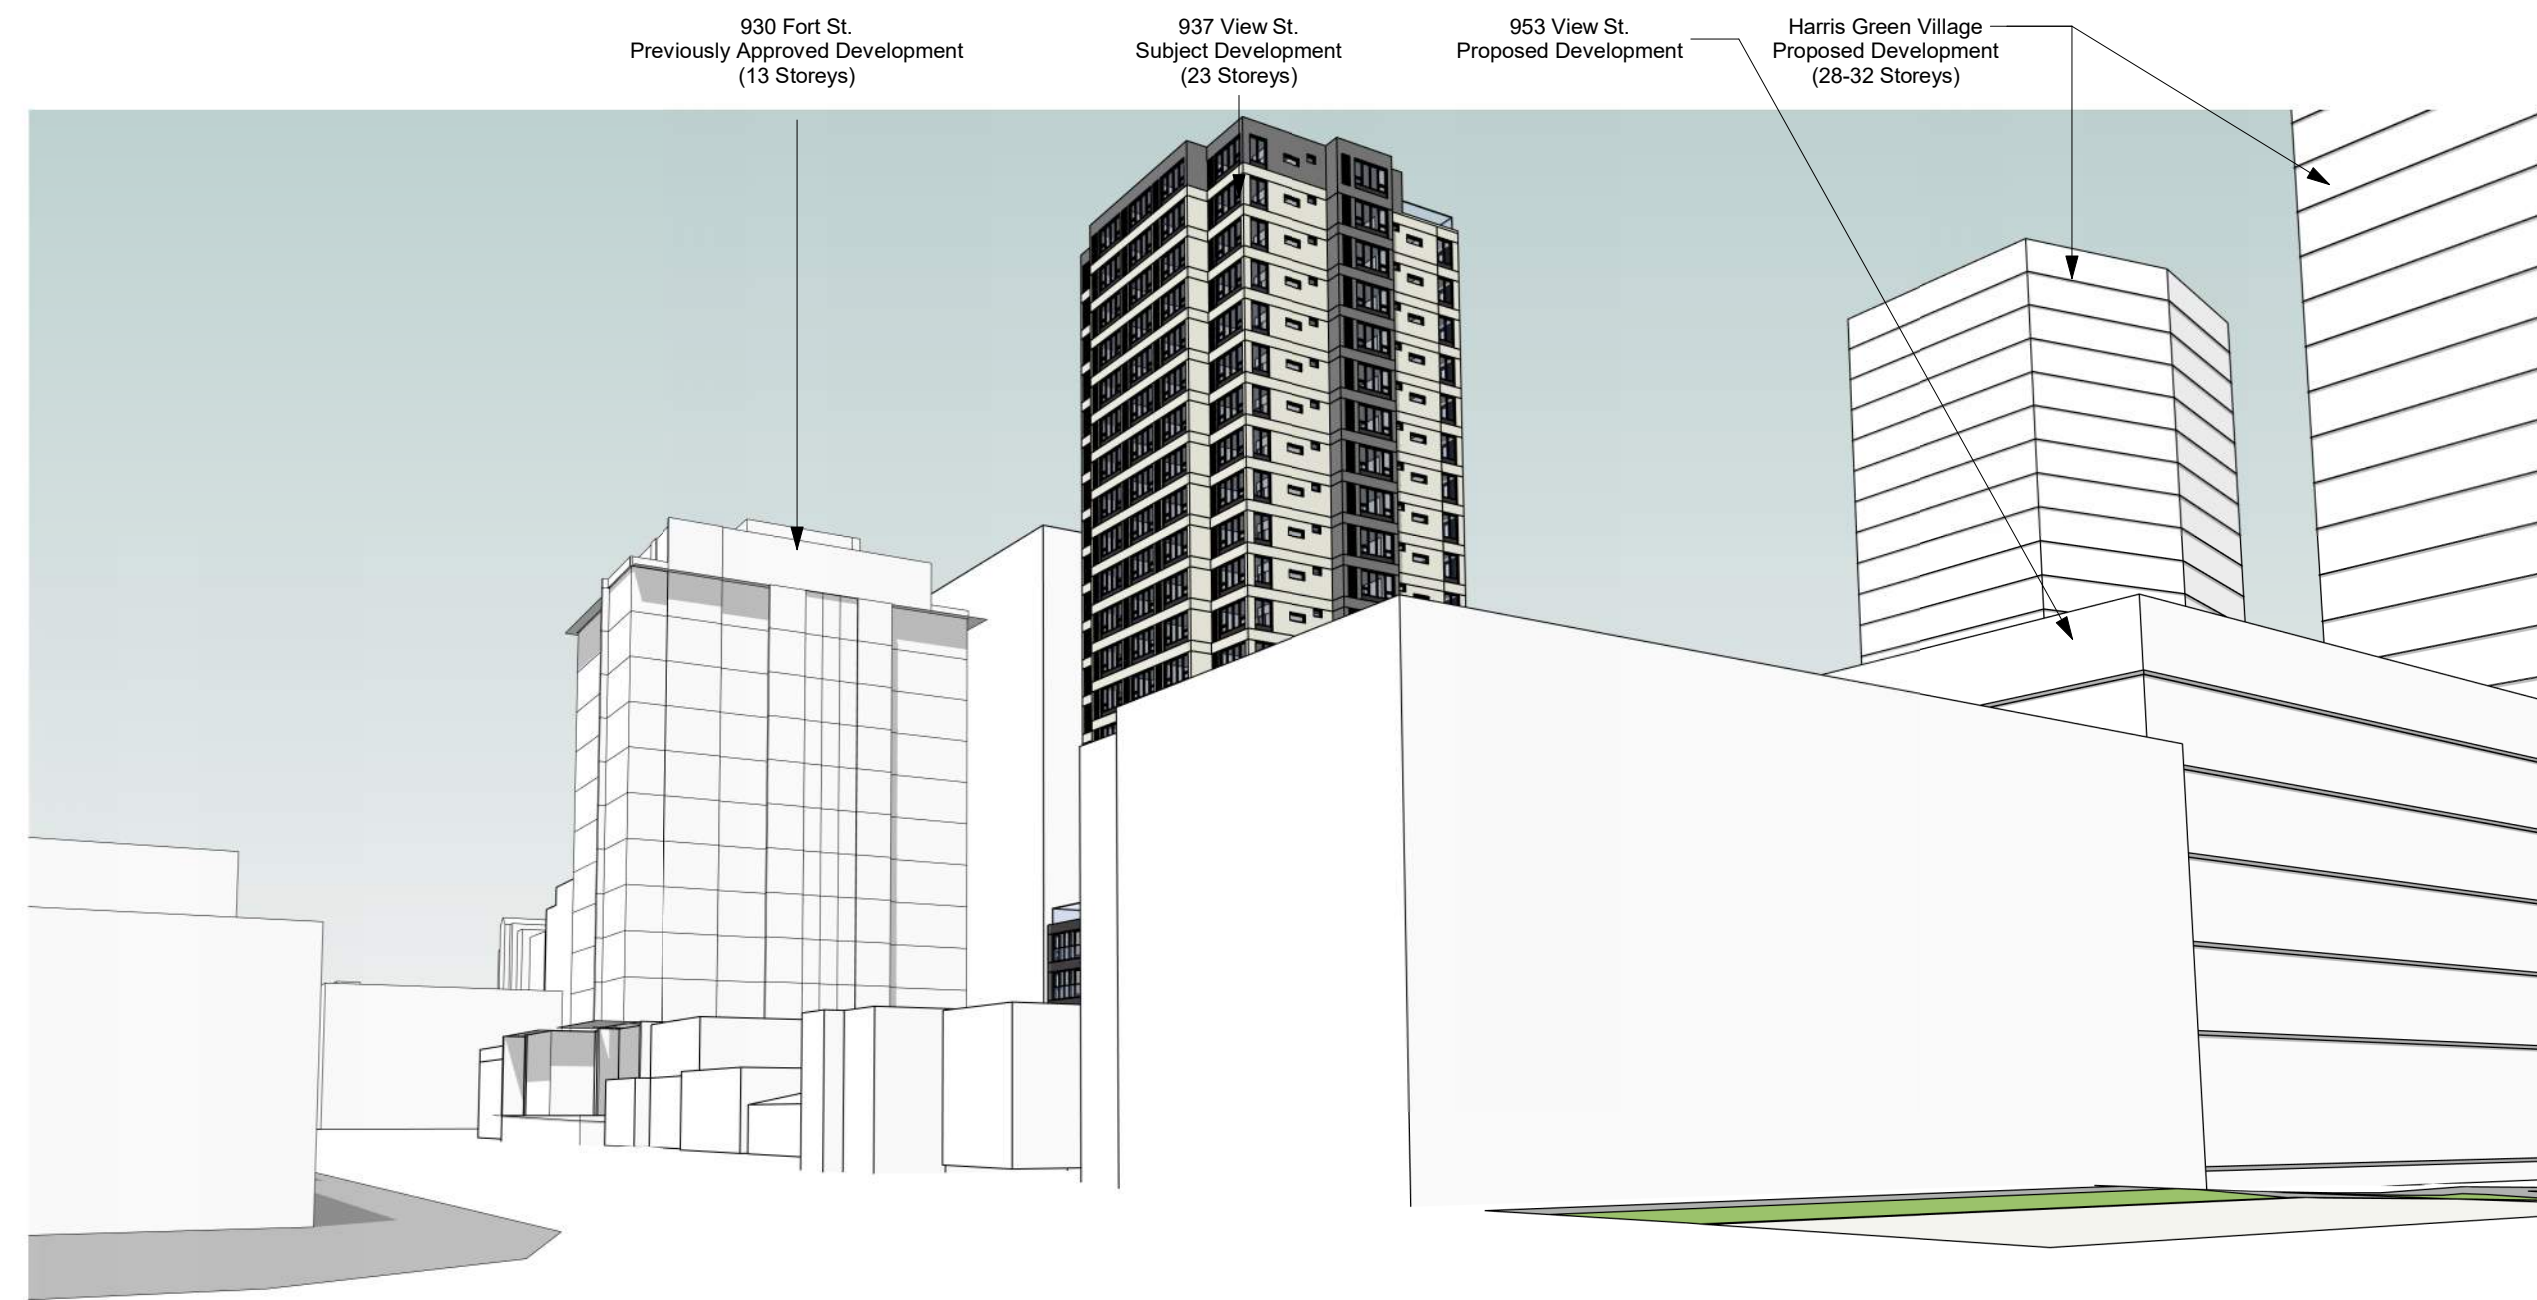 930 Fort St.
Previously Approved Development
(13 Storeys)
937 View St.
Subject Development
(23 Storeys)
953 View St.
Proposed Development
Harris Green Village
Proposed Development
(28-32 Storeys)